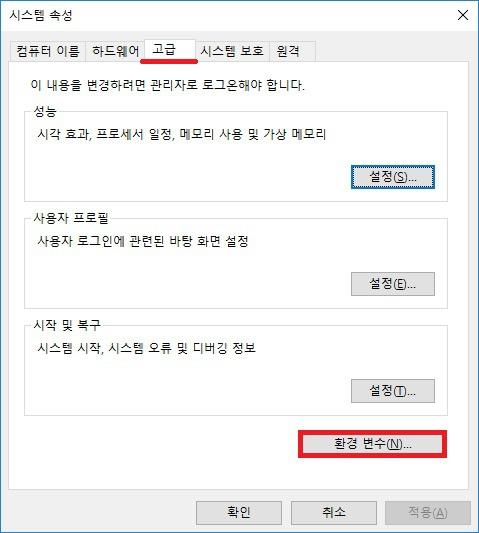 시스템 속성
컴퓨터 이름 하드웨어 고급 시스템 보호 원격
이 내용을 변경하려면 관리자로 로그온해야 합니다.
성능
시각 효과, 프로세서 일정, 메모리 사용 및 가상 메모리
설정(S)...
사용자 프로필
사용자 로그인에 관련된 바탕 화면 설정
설정(E)...
시작 및 복구
시스템 시작, 시스템 오류 및 디버깅 정보
설정(T)...
환경 변수(N)...
확인 취소 적용(A)